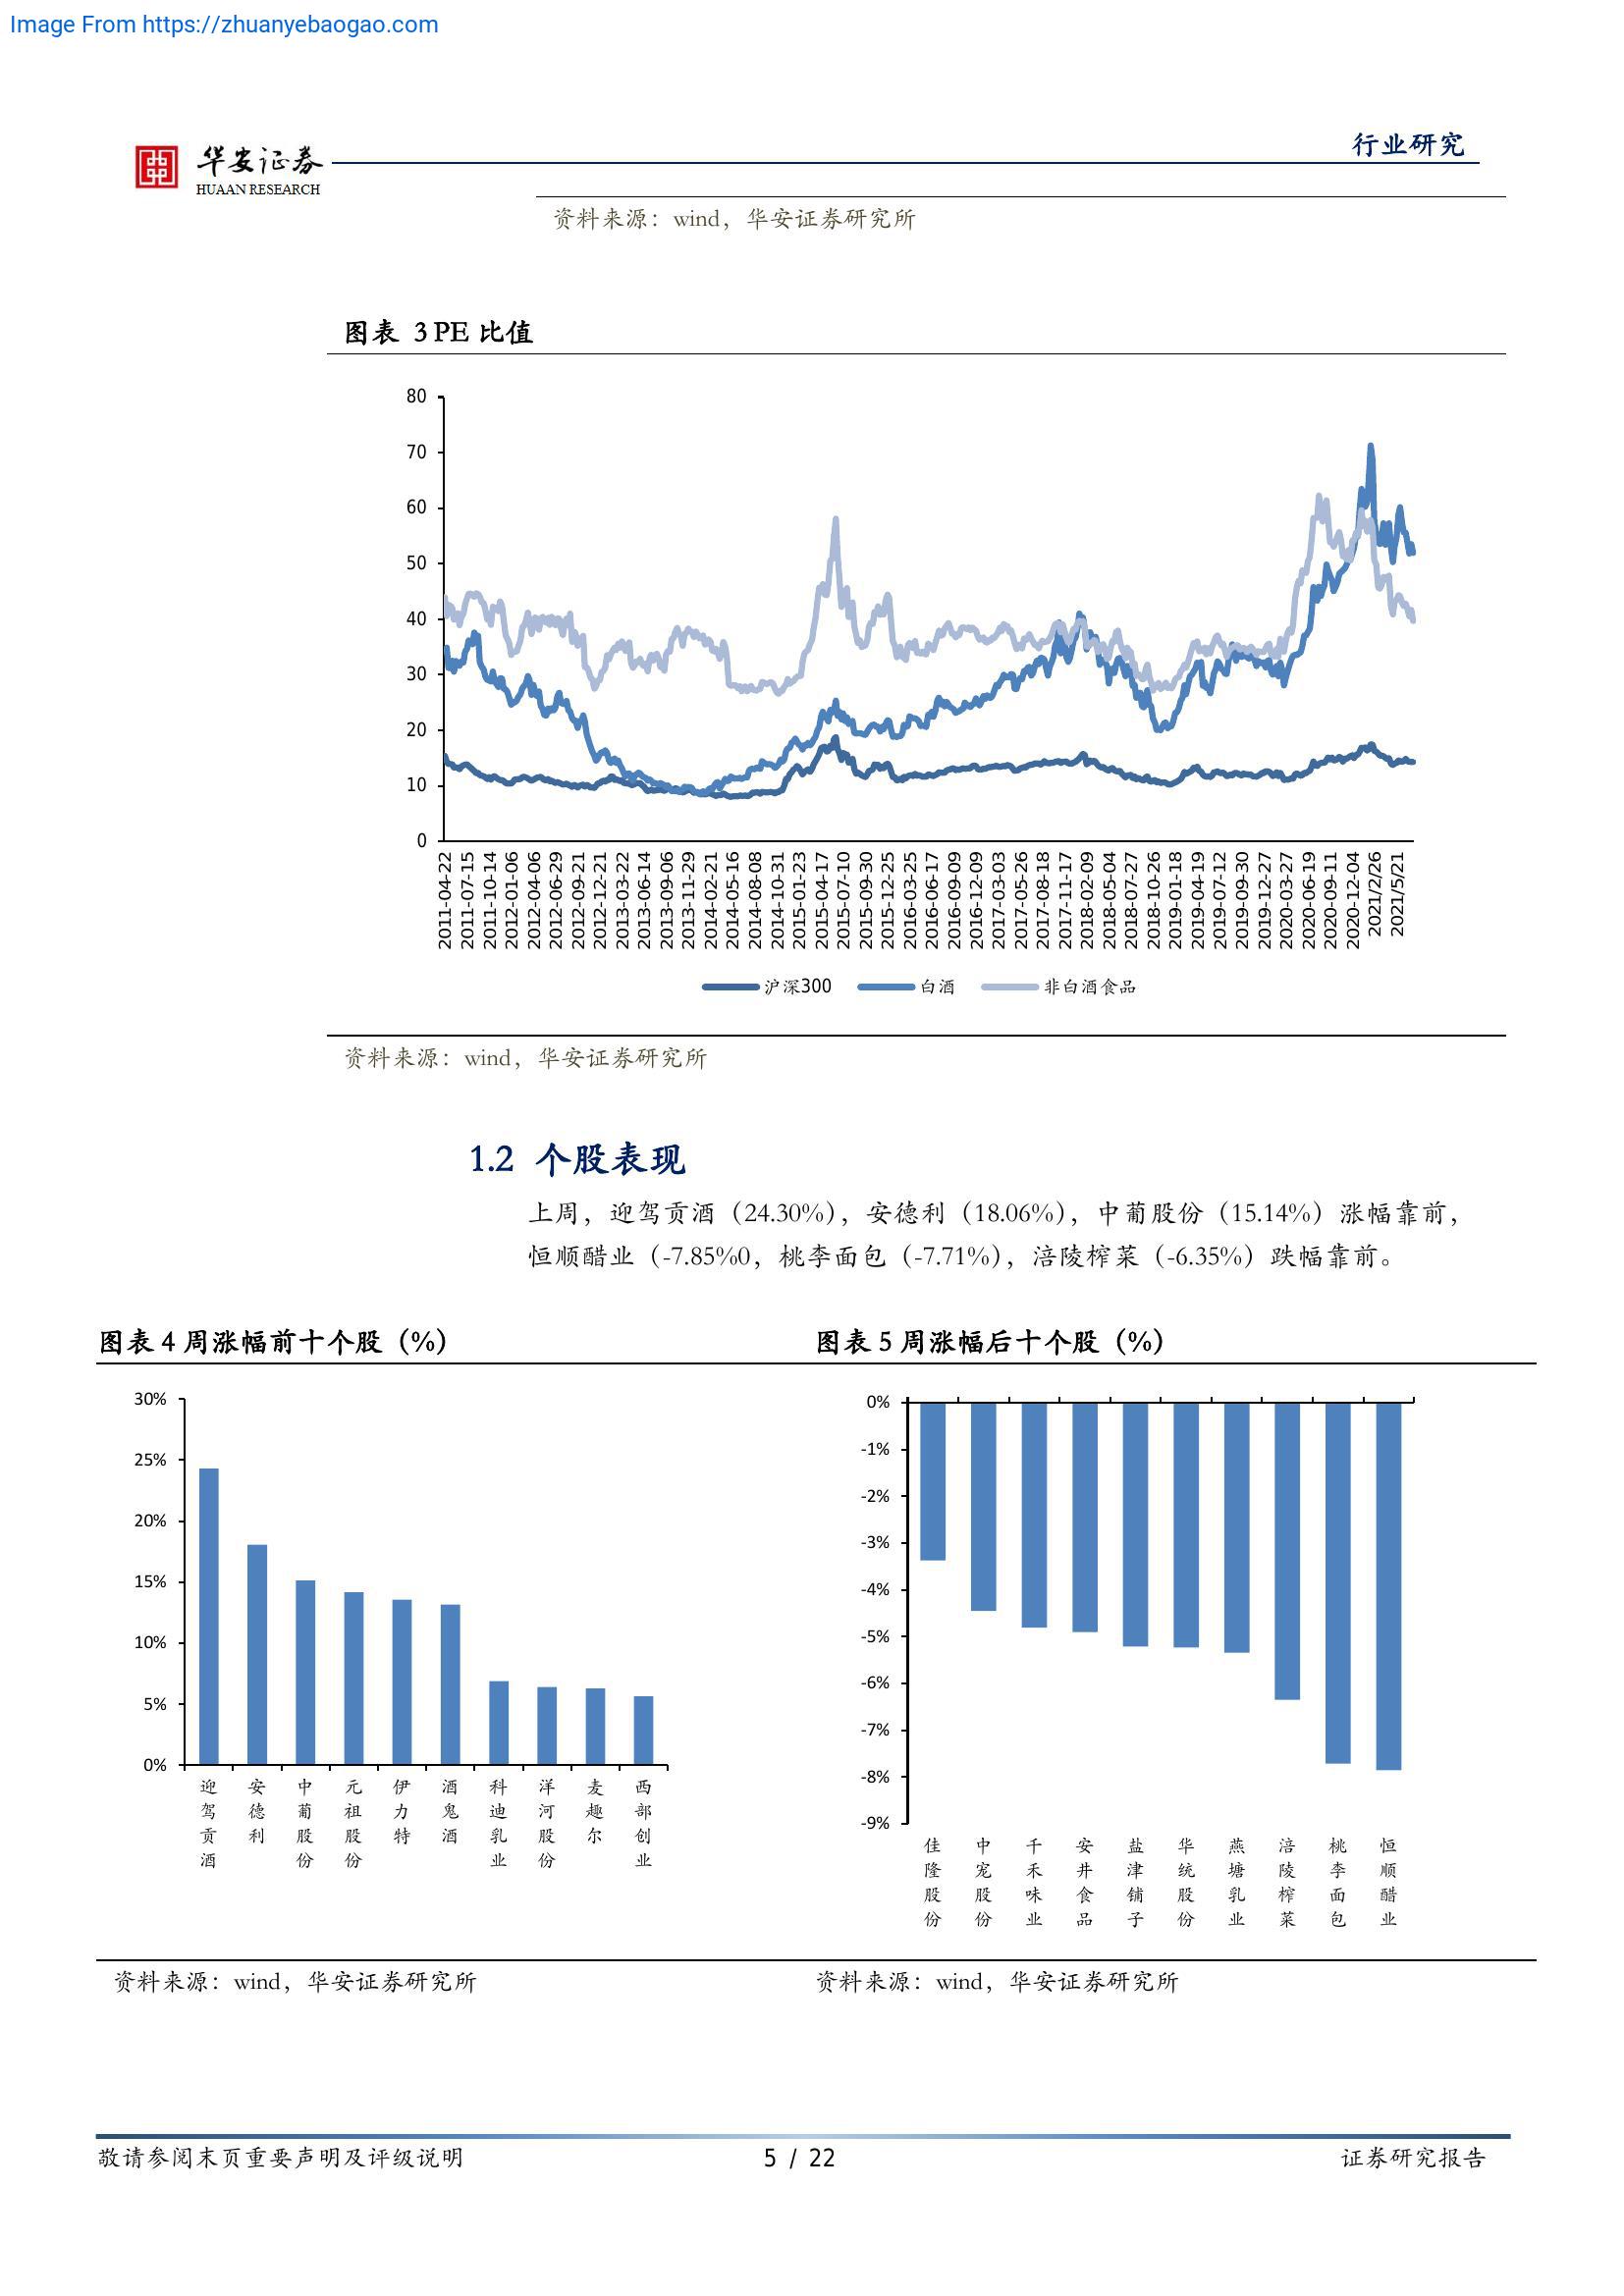 Image From https://zhuanyebaogao.com
华安证券
HUAAN RESEARCH
行业研究
资料来源：wind，华安证券研究所
图表 3 PE 比值
80
70
60
50
40
30
20
10
0
2011-04-22
2011-07-15
2011-10-14
2012-01-06
2012-04-06
2012-06-29
2012-09-21
2012-12-21
2013-03-22
2013-06-14
2013-09-06
2013-11-29
2014-02-21
2014-05-16
2014-08-08
2014-10-31
2015-01-23
2015-04-17
2015-07-10
2015-09-30
2015-12-25
2016-03-25
2016-06-17
2016-09-09
2016-12-09
2017-03-03
2017-05-26
2017-08-18
2017-11-17
2018-02-09
2018-05-04
2018-07-27
2018-10-26
2019-01-18
2019-04-19
2019-07-12
2019-09-30
2019-12-27
2020-03-27
2020-06-19
2020-09-11
2020-12-04
2021/2/26
2021/5/21
沪深300 白酒 非白酒食品
资料来源：wind，华安证券研究所
1.2 个股表现
上周，迎驾贡酒（24.30%），安德利（18.06%），中葡股份（15.14%）涨幅靠前，
恒顺醋业（-7.85%0，桃李面包（-7.71%），涪陵榨菜（-6.35%）跌幅靠前。
图表 4 周涨幅前十个股（%）
30%
25%
20%
15%
10%
5%
0%
迎驾贡酒
安德利
中葡股份
元祖股份
伊力特
酒鬼酒
科迪乳业
洋河股份
麦趣尔
西部创业
资料来源：wind，华安证券研究所
图表 5 周涨幅后十个股（%）
0%
-1%
-2%
-3%
-4%
-5%
-6%
-7%
-8%
-9%
佳隆股份
中宠股份
千禾味业
安井食品
盐津铺子
华统股份
燕塘乳业
涪陵榨菜
桃李面包
恒顺醋业
资料来源：wind，华安证券研究所
敬请参阅末页重要声明及评级说明
5 / 22
证券研究报告